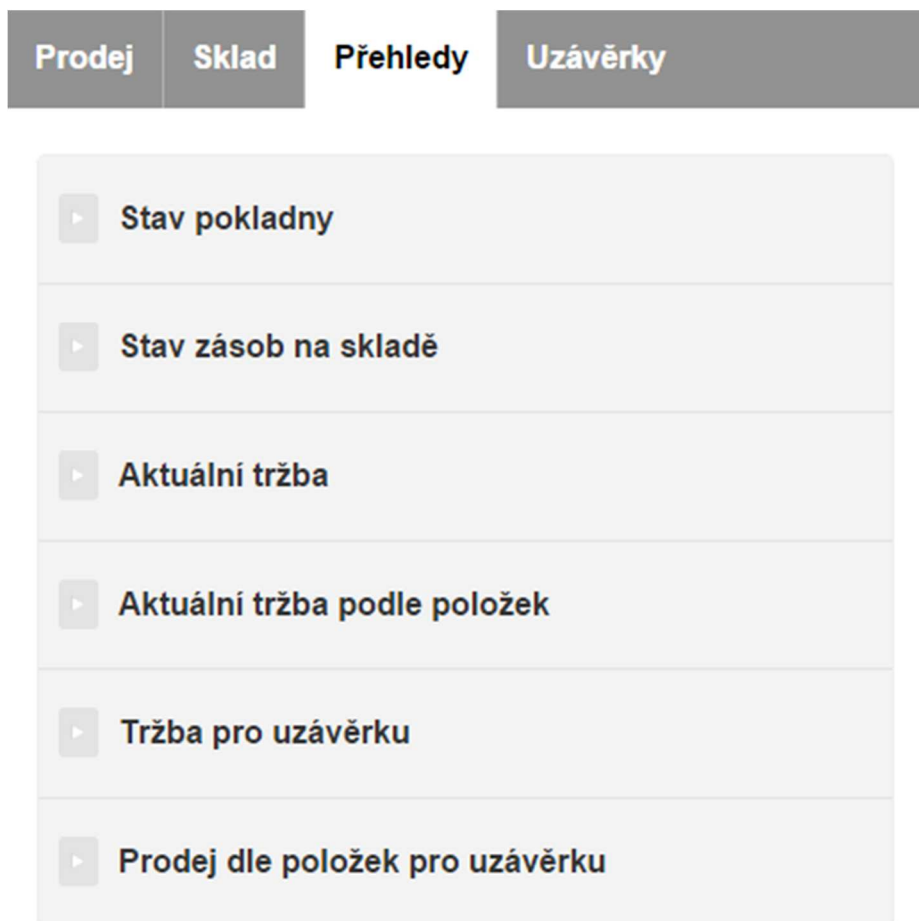 Prodej Sklad Přehledy Uzávěrky
Stav pokladny
Stav zásob na skladě
Aktuální tržba
Aktuální tržba podle položek
Tržba pro uzávěrku
Prodej dle položek pro uzávěrku